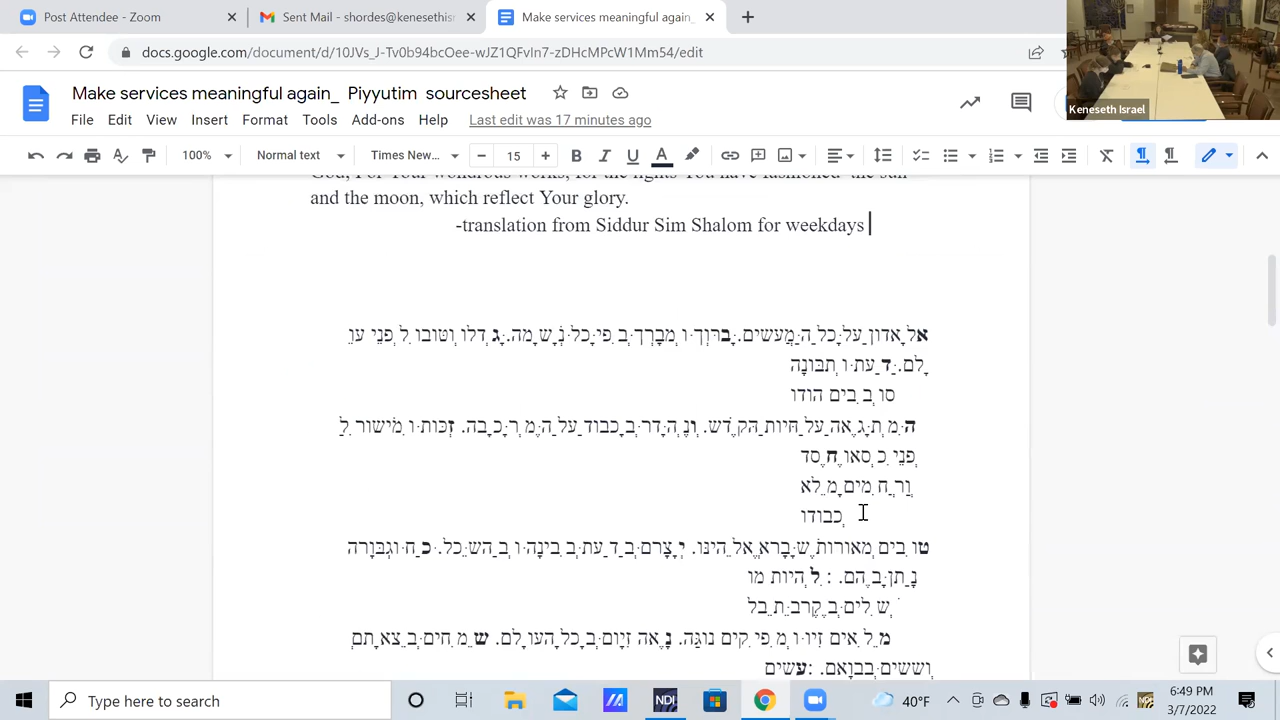 Post Attendee - Zoom
Sent Mail - shordes@kenesethis
Make services meaningful again_
docs.google.com/document/d/10JVs_J-Tv0b94bcOee-wJZ1QFvIn7-zDHcMPcW1Mm54/edit
Make services meaningful again_ Piyyutim sourcesheet
File Edit View Insert Format Tools Add-ons Help Last edit was 17 minutes ago
100% Normal text Times New... 15 B I U A
Keneseth Israel
and the moon, which reflect Your glory.
-translation from Siddur Sim Shalom for weekdays
אל אָדון עַל כָּל הַמַּעֲשִׂים. בָּרוּךְ וּמְבֹרָךְ בְּפִי כָּל נְשָׁמָה. גָּדְלוֹ וְטוּבוֹ לִפְנֵי עוֵ
לָם. דַּעַת וּתְבוּנָה
סוֹבְבִים הוֹדוֹ
הַמִּתְגָּאֶה עַל חַיּוֹת הַקֹּדֶשׁ. וְנֶהְדָּר בְּכָבוֹד עַל הַמֶּרְכָּבָה. זְכוּת וּמִישׁוֹר לִ
פְנֵי כִסְאוֹ חֶסֶד
וְרַחֲמִים מָלֵא
כְבוֹדוֹ
טוֹבִים מְאוֹרוֹת שֶׁבָּרָא אֱלֹהֵינוּ. יְצָרָם בְּדַעַת בְּבִינָה וּבְהַשְׂכֵּל. כֹּחַ וּגְבוּרָה
נָתַן בָּהֶם. : לִהְיוֹת מוֹ
שְׁלִים בְּקֶרֶב תֵּבֵל
מְלֵאִים זִיו וּמְפִיקִים נוֹגַהּ. נָאֶה זִיוָם בְּכָל הָעוֹלָם. שְׂמֵחִים בְּצֵאתָם
וְשָׂשִׂים בְּבוֹאָם. :עֹשִׂים
Type here to search
40°F
6:49 PM
3/7/2022